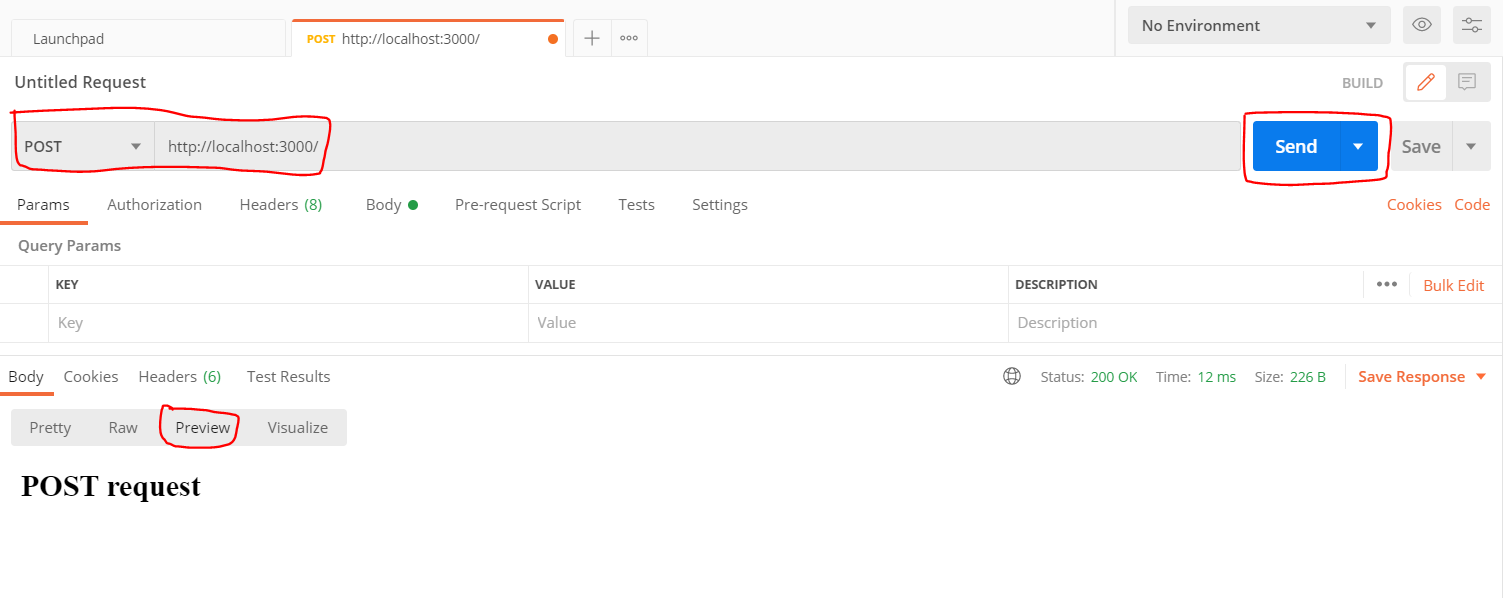 Launchpad
POST http://localhost:3000/
No Environment
Untitled Request
BUILD
POST http://localhost:3000/
Send
Save
Params Authorization Headers (8) Body Pre-request Script Tests Settings
Cookies Code
Query Params
KEY VALUE DESCRIPTION
Bulk Edit
Key Value Description
Body Cookies Headers (6) Test Results
Status: 200 OK Time: 12 ms Size: 226 B Save Response
Pretty Raw Preview Visualize
POST request